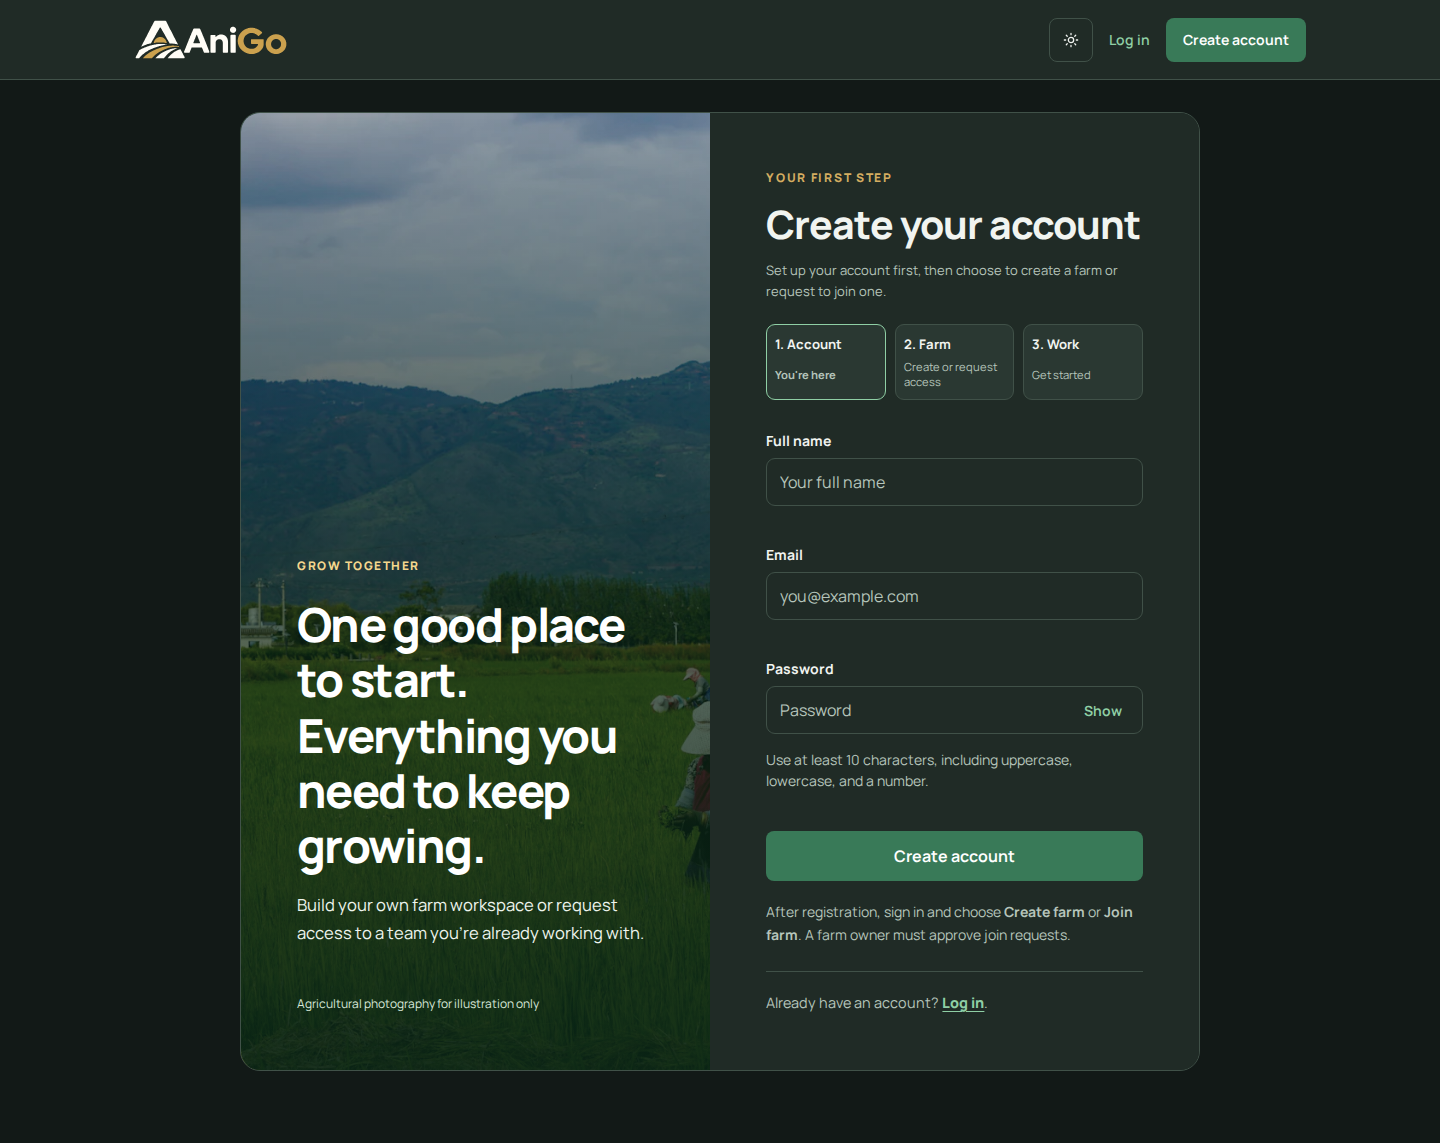 AniGo
Log in
Create account
GROW TOGETHER
One good place
to start.
Everything you
need to keep
growing.
Build your own farm workspace or request
access to a team you're already working with.
Agricultural photography for illustration only
YOUR FIRST STEP
Create your account
Set up your account first, then choose to create a farm or
request to join one.
1. Account
You're here
2. Farm
Create or request
access
3. Work
Get started
Full name
Your full name
Email
you@example.com
Password
Password
Show
Use at least 10 characters, including uppercase,
lowercase, and a number.
Create account
After registration, sign in and choose Create farm or Join
farm. A farm owner must approve join requests.
Already have an account? Log in.